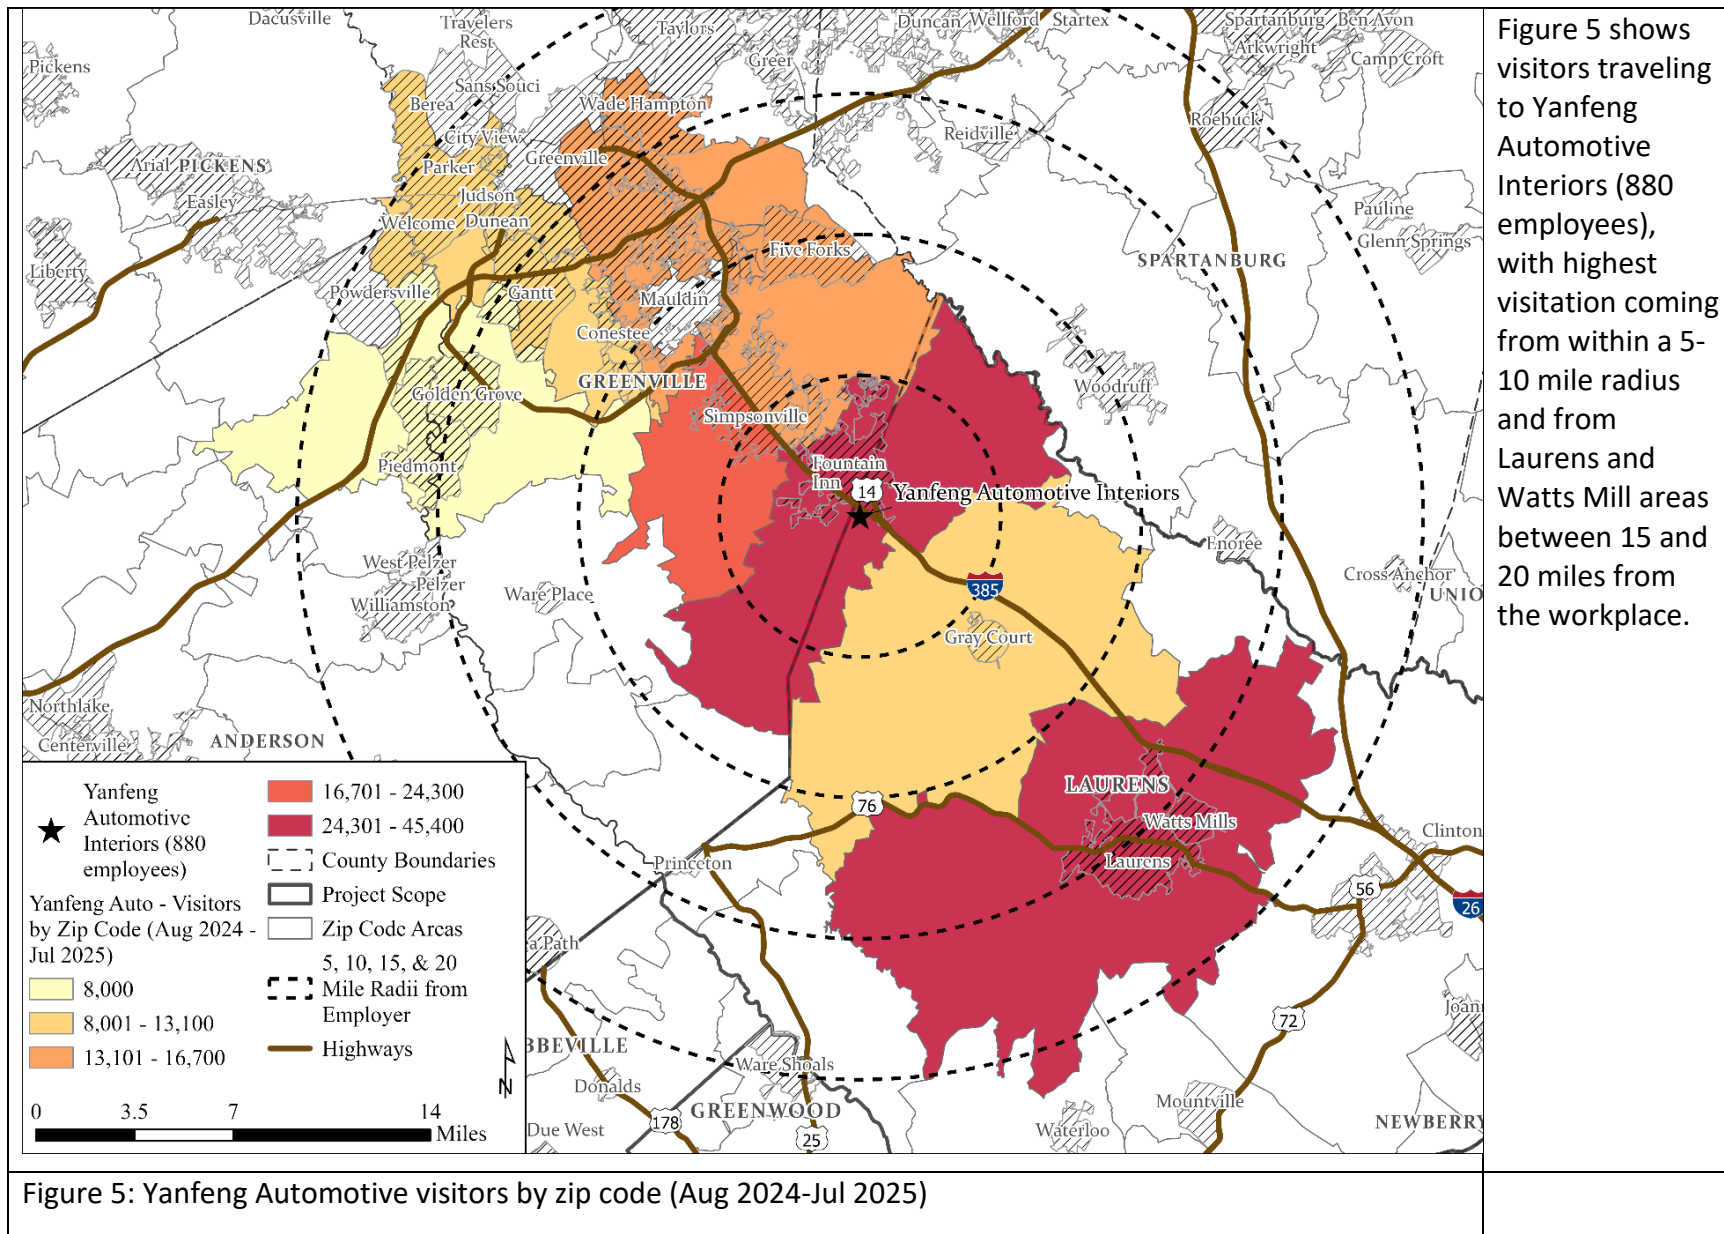 Dacusville
Travelers
Rest
Taylors
Duncan
Wellford
Startex
Spartanburg
Ben Avon
Arkwright
Camp Croft
Pickens
Sans Souci
Greer
Berea
Wade Hampton
Roebuck
City View
Reidville
Greenville
Arial
PICKENS
Parker
Easley
Judson
Welcome
Dunean
Pauline
Five Forks
Glenn Springs
Liberty
SPARTANBURG
Powdersville
Gantt
Mauldin
Conestee
GREENVILLE
Woodruff
Golden Grove
Simpsonville
Piedmont
Fountain
Inn
14
Yanfeng Automotive Interiors
Enoree
West Pelzer
Pelzer
Cross Anchor
385
Ware Place
UNIO
Williamston
Gray Court
Northlake
Centerville
ANDERSON
LAURENS
76
Watts Mills
Clinton
Princeton
Laurens
56
26
a Path
72
Joan
BBEVILLE
Ware Shoals
Donalds
GREENWOOD
Mountville
178
Due West
25
Waterloo
NEWBERRY
Yanfeng
Automotive
Interiors (880
employees)
Yanfeng Auto - Visitors
by Zip Code (Aug 2024 -
Jul 2025)
8,000
8,001 - 13,100
13,101 - 16,700
16,701 - 24,300
24,301 - 45,400
County Boundaries
Project Scope
Zip Code Areas
5, 10, 15, & 20
Mile Radii from
Employer
Highways
N
0 3.5 7 14
Miles
Figure 5 shows
visitors traveling
to Yanfeng
Automotive
Interiors (880
employees),
with highest
visitation coming
from within a 5-
10 mile radius
and from
Laurens and
Watts Mill areas
between 15 and
20 miles from
the workplace.
Figure 5: Yanfeng Automotive visitors by zip code (Aug 2024-Jul 2025)